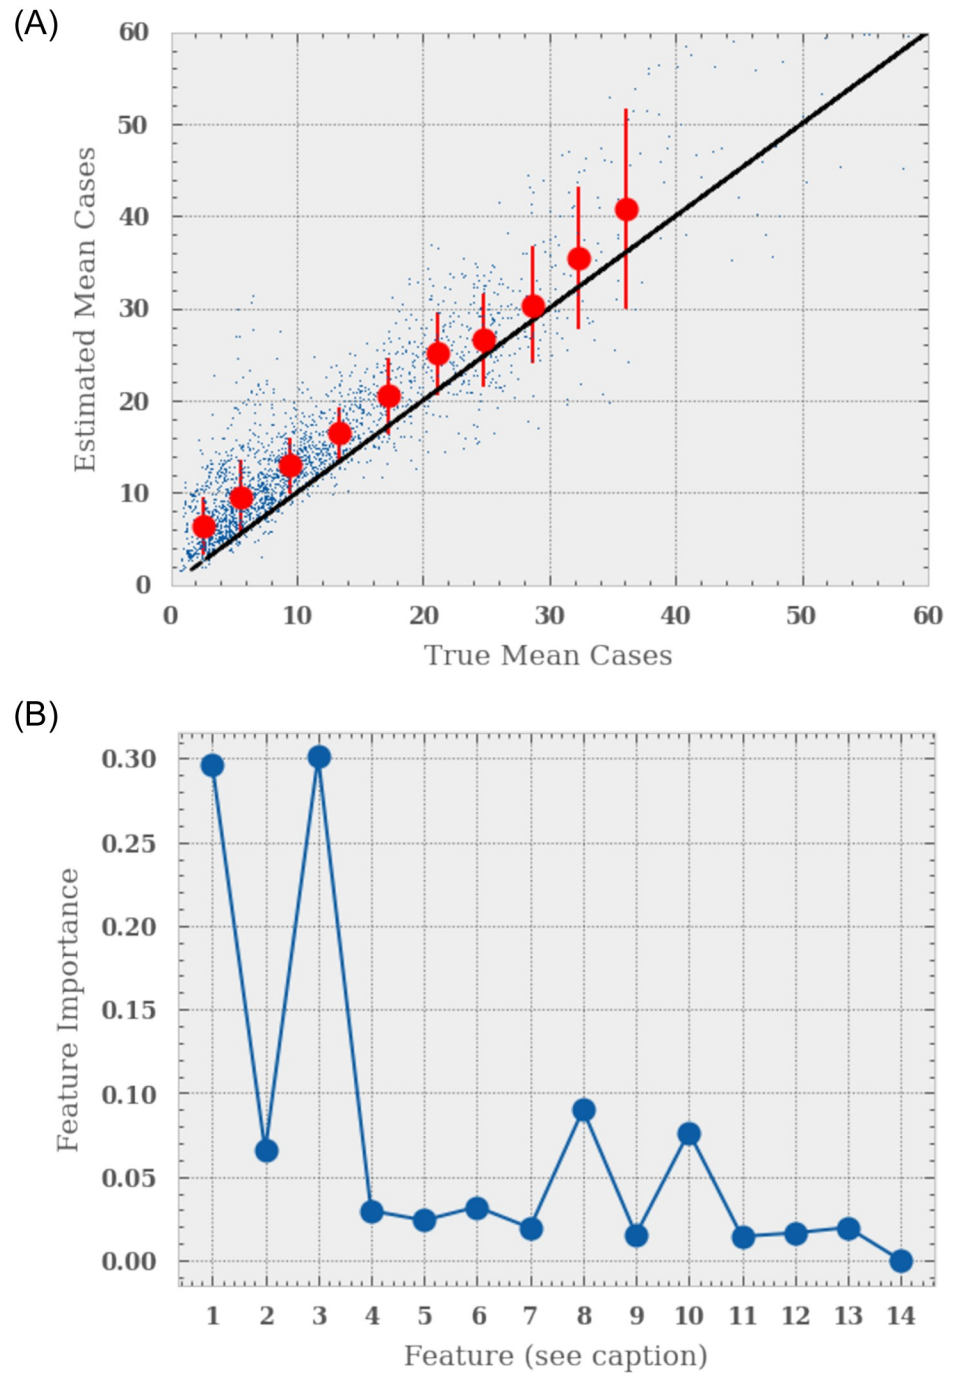 (A)
60
50
40
30
20
10
0
Estimated Mean Cases
0 10 20 30 40 50 60
True Mean Cases
(B)
0.30
0.25
0.20
0.15
0.10
0.05
0.00
Feature Importance
1 2 3 4 5 6 7 8 9 10 11 12 13 14
Feature (see caption)